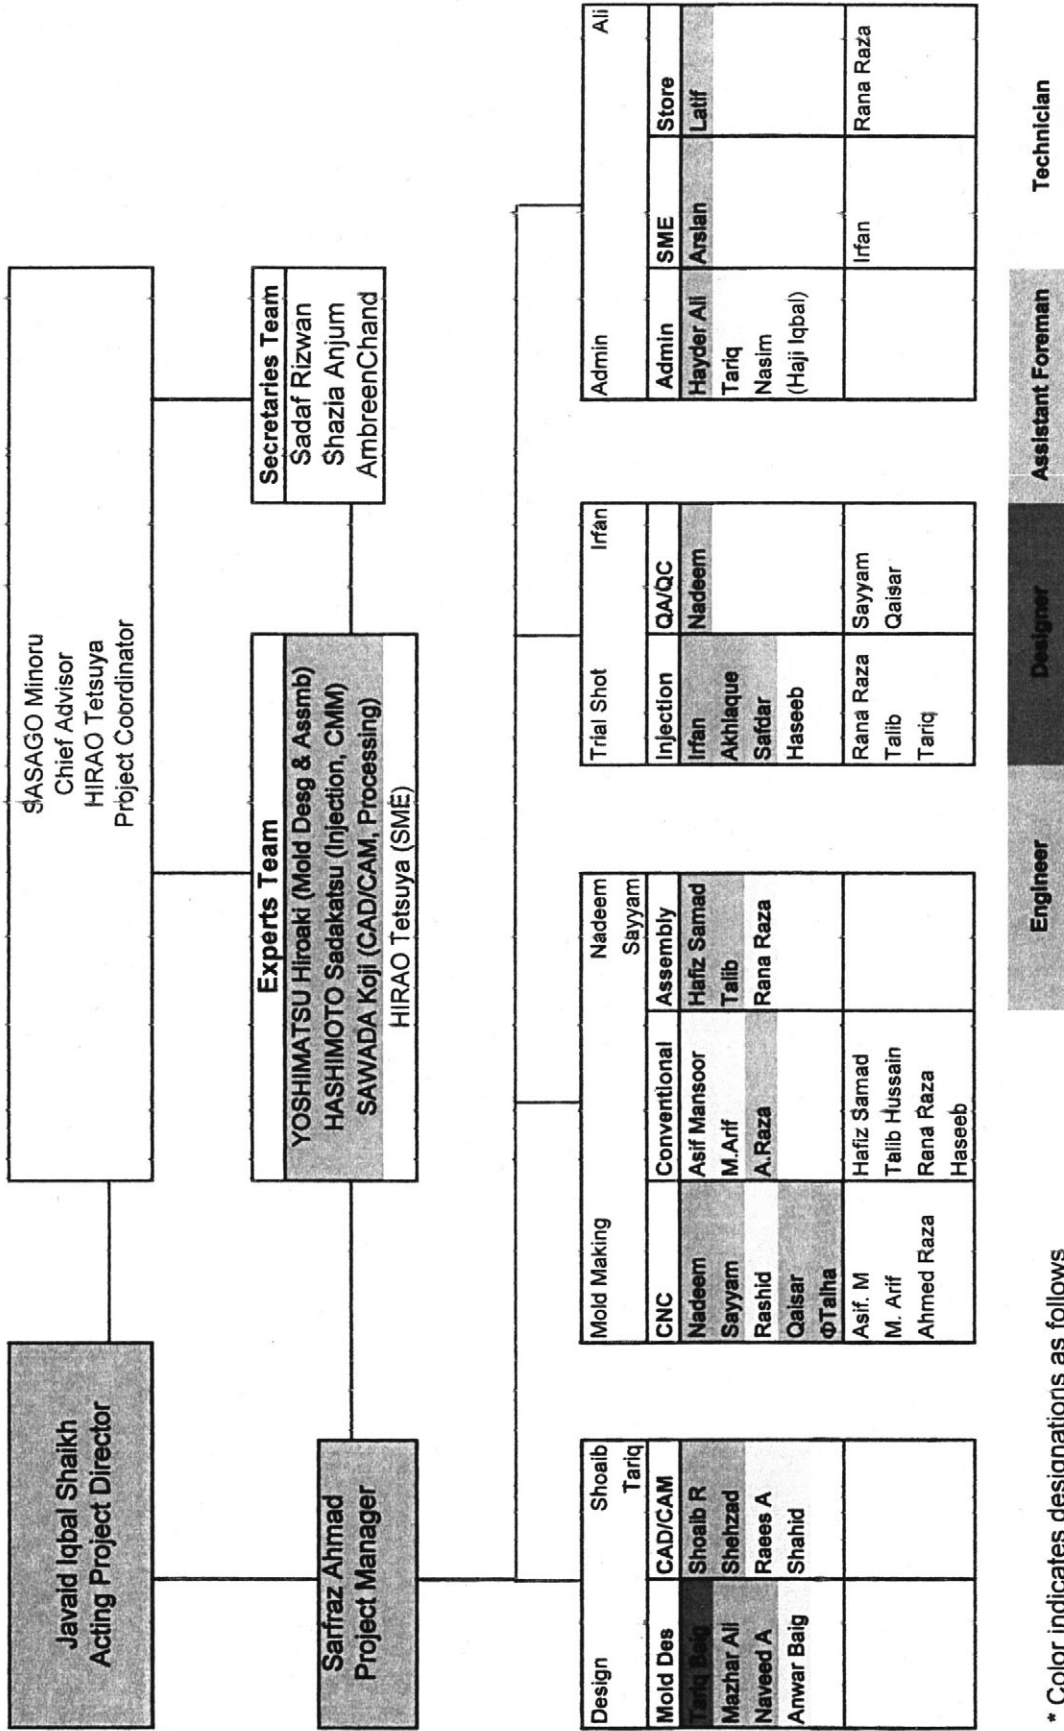 Javaid Iqbal Shaikh
Acting Project Director
SASAGO Minoru
Chief Advisor
HIRAO Tetsuya
Project Coordinator
Sarfraz Ahmad
Project Manager
Experts Team
YOSHIMATSU Hiroaki (Mold Desg & Assmb)
HASHIMOTO Sadakatsu (Injection, CMM)
SAWADA Koji (CAD/CAM, Processing)
HIRAO Tetsuya (SME)
Secretaries Team
Sadaf Rizwan
Shazia Anjum
AmbreenChand
Design Shoaib
Tariq
Mold Des
Tariq Baig
Mazhar Ali
Naveed A
Anwar Baig
CAD/CAM
Shoaib R
Shehzad
Raees A
Shahid
Mold Making Nadeem
Sayyam
CNC
Nadeem
Sayyam
Rashid
Qaisar
ΦTalha
Asif. M
M. Arif
Ahmed Raza
Conventional
Asif Mansoor
M.Arif
A.Raza
Hafiz Samad
Talib Hussain
Rana Raza
Haseeb
Assembly
Hafiz Samad
Talib
Rana Raza
Trial Shot Irfan
Injection
Irfan
Akhlaque
Safdar
Haseeb
Rana Raza
Talib
Tariq
QA/QC
Nadeem
Sayyam
Qaisar
Admin Ali
Admin
Hayder Ali
Tariq
Nasim
(Haji Iqbal)
SME
Arslan
Irfan
Store
Latif
Rana Raza
* Color indicates designations as follows
Engineer
Designer
Assistant Foreman
Technician